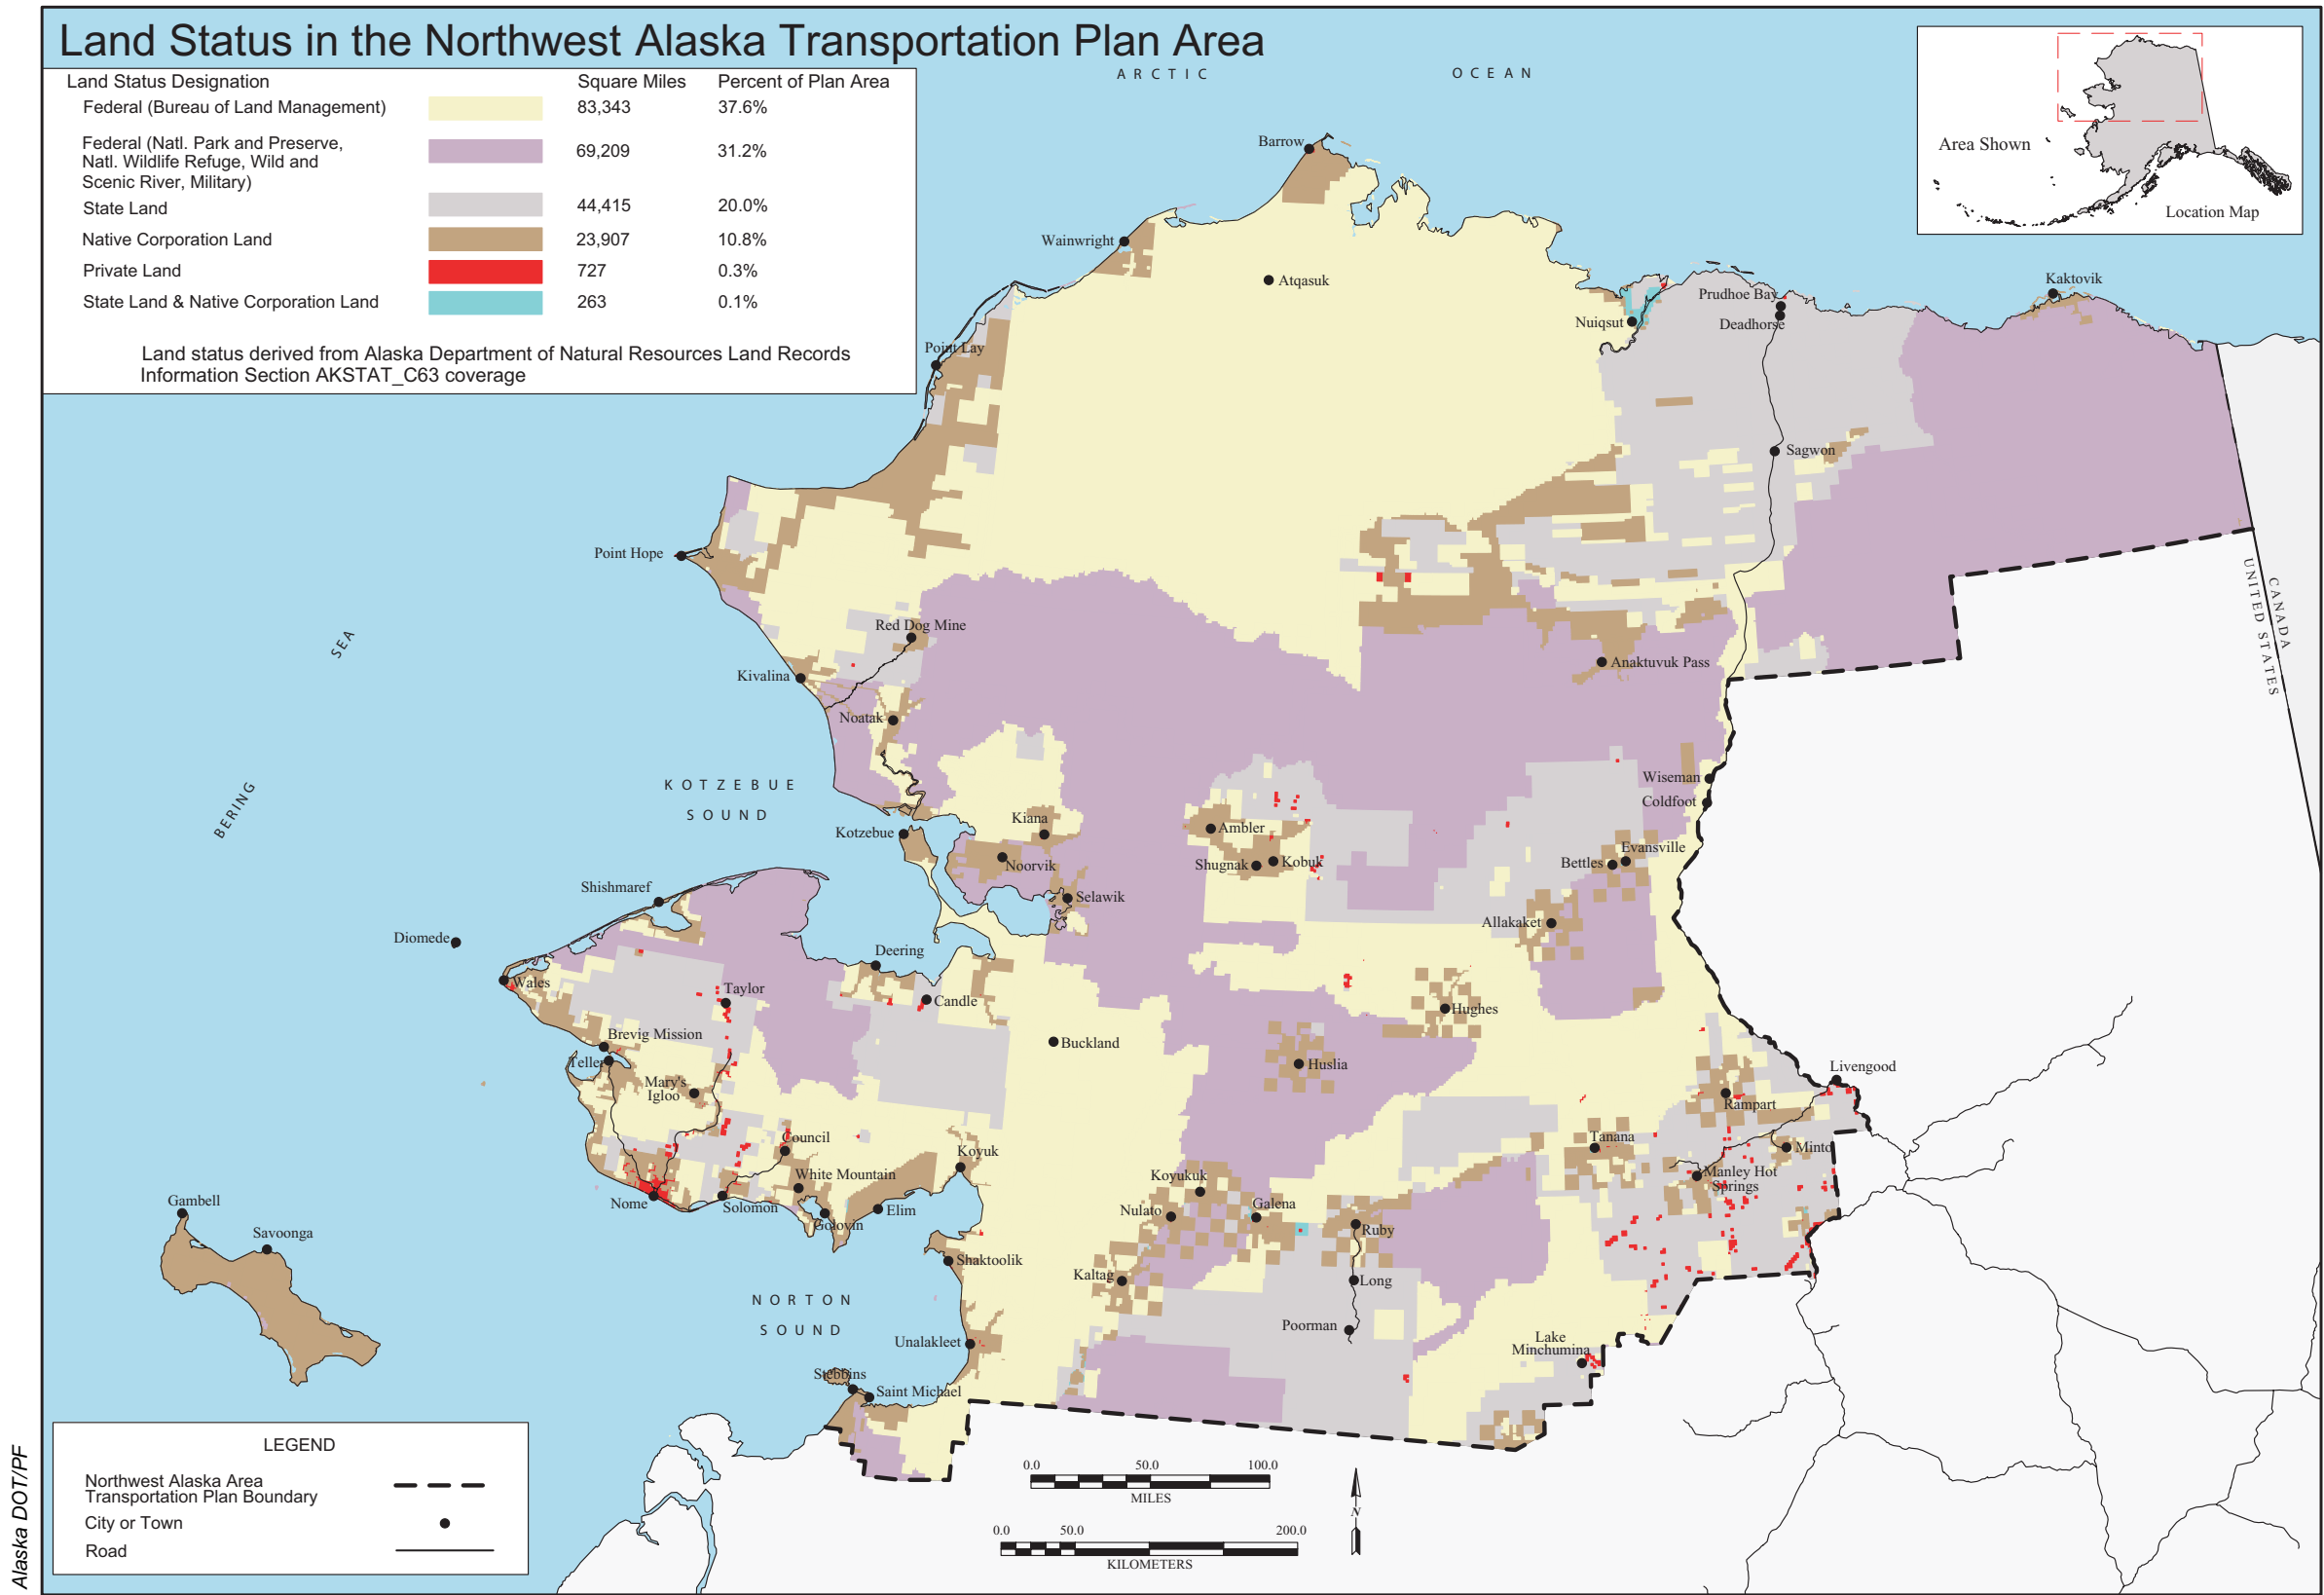 Land Status in the Northwest Alaska Transportation Plan Area
Land Status Designation Square Miles Percent of Plan Area
Federal (Bureau of Land Management) 83,343 37.6%
Federal (Natl. Park and Preserve,
Natl. Wildlife Refuge, Wild and
Scenic River, Military) 69,209 31.2%
State Land 44,415 20.0%
Native Corporation Land 23,907 10.8%
Private Land 727 0.3%
State Land & Native Corporation Land 263 0.1%
Land status derived from Alaska Department of Natural Resources Land Records
Information Section AKSTAT_C63 coverage
ARCTIC OCEAN
Area Shown
Location Map
Barrow
Wainwright
Atqasuk
Kaktovik
Prudhoe Bay
Nuiqsut
Deadhorse
Point Lay
Sagwon
Point Hope
CANADA
UNITED STATES
Red Dog Mine
SEA
Anaktuvuk Pass
Kivalina
Noatak
KOTZEBUE
SOUND
BERING
Wiseman
Coldfoot
Kiana
Kotzebue
Ambler
Noorvik
Shugnak
Kobuk
Evansville
Bettles
Shishmaref
Selawik
Allakaket
Diomede
Deering
Wales
Taylor
Candle
Hughes
Brevig Mission
Buckland
Teller
Huslia
Livengood
Mary's
Igloo
Rampart
Council
Tanana
Minto
Koyuk
White Mountain
Koyukuk
Manley Hot
Springs
Gambell
Nome
Solomon
Golovin
Elim
Nulato
Galena
Ruby
Savoonga
Shaktoolik
Kaltag
Long
NORTON
SOUND
Poorman
Unalakleet
Lake
Minchumina
Stebbins
Saint Michael
LEGEND
Northwest Alaska Area
Transportation Plan Boundary
City or Town
Road
0.0 50.0 100.0
MILES
N
0.0 50.0 200.0
KILOMETERS
Alaska DOT/PF